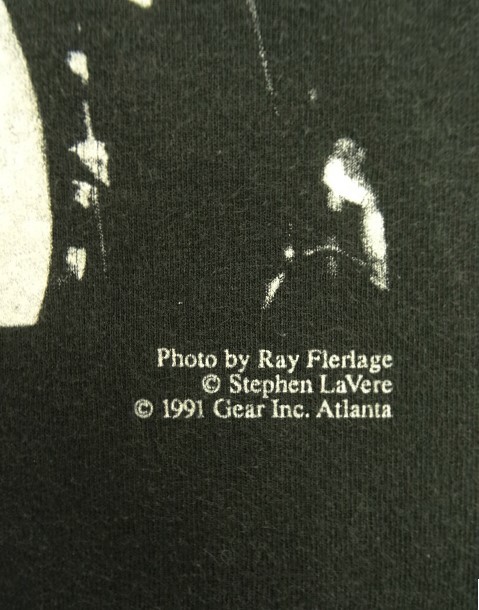 Photo by Ray Flerlage
© Stephen LaVere
© 1991 Gear Inc. Atlanta